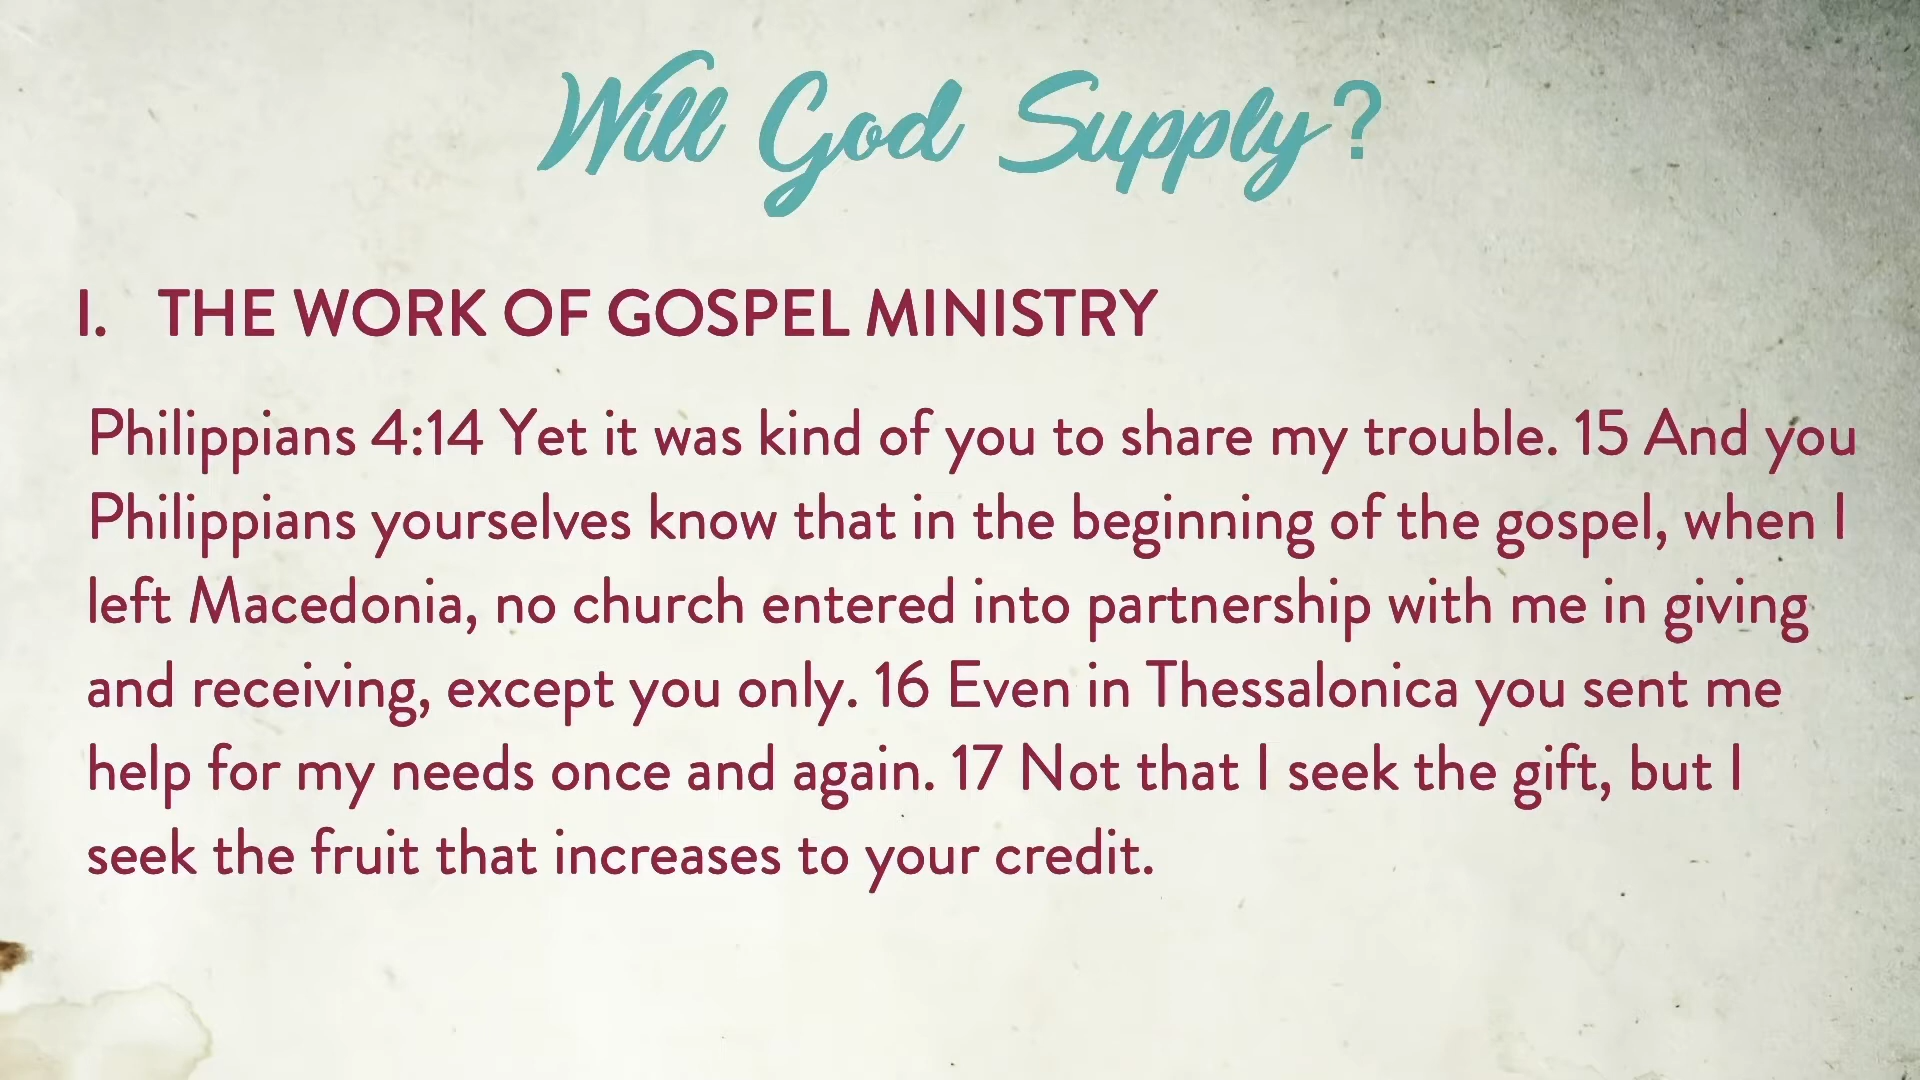 Will God Supply?
I. THE WORK OF GOSPEL MINISTRY
Philippians 4:14 Yet it was kind of you to share my trouble. 15 And you
Philippians yourselves know that in the beginning of the gospel, when I
left Macedonia, no church entered into partnership with me in giving
and receiving, except you only. 16 Even in Thessalonica you sent me
help for my needs once and again. 17 Not that I seek the gift, but I
seek the fruit that increases to your credit.